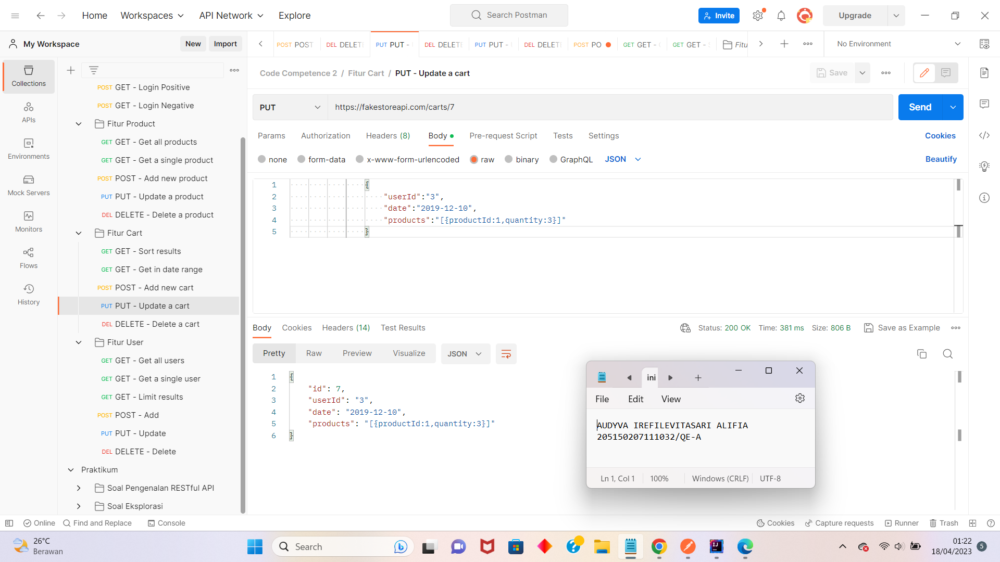 Home
Workspaces
API Network
Explore
Search Postman
Invite
Upgrade
My Workspace
New
Import
POST POST
DEL DELET
PUT PUT -
DEL DELETE
PUT PUT -
DEL DELET
POST PO
GET GET -
GET GET -
Fitu
No Environment
Collections
APIs
Environments
Mock Servers
Monitors
Flows
History
POST GET - Login Positive
POST GET - Login Negative
Fitur Product
GET GET - Get all products
GET GET - Get a single product
POST POST - Add new product
PUT PUT - Update a product
DEL DELETE - Delete a product
Fitur Cart
GET GET - Sort results
GET GET - Get in date range
POST POST - Add new cart
PUT PUT - Update a cart
DEL DELETE - Delete a cart
Fitur User
GET GET - Get all users
GET GET - Get a single user
GET GET - Limit results
POST POST - Add
PUT PUT - Update
DEL DELETE - Delete
Praktikum
Soal Pengenalan RESTful API
Soal Eksplorasi
Code Competence 2 / Fitur Cart / PUT - Update a cart
Save
PUT
https://fakestoreapi.com/carts/7
Send
Params
Authorization
Headers (8)
Body
Pre-request Script
Tests
Settings
Cookies
none
form-data
x-www-form-urlencoded
raw
binary
GraphQL
JSON
Beautify
1 {
2 "userId":"3",
3 "date":"2019-12-10",
4 "products":"[{productId:1,quantity:3}]"
5 }
Body
Cookies
Headers (14)
Test Results
Status: 200 OK
Time: 381 ms
Size: 806 B
Save as Example
Pretty
Raw
Preview
Visualize
JSON
1 {
2 "id": 7,
3 "userId": "3",
4 "date": "2019-12-10",
5 "products": "[{productId:1,quantity:3}]"
6 }
ini
File
Edit
View
AUDYVA IREFILEVITASARI ALIFIA
205150207111032/QE-A
Ln 1, Col 1
100%
Windows (CRLF)
UTF-8
Online
Find and Replace
Console
Cookies
Capture requests
Runner
Trash
26°C
Berawan
Search
01:22
18/04/2023
5